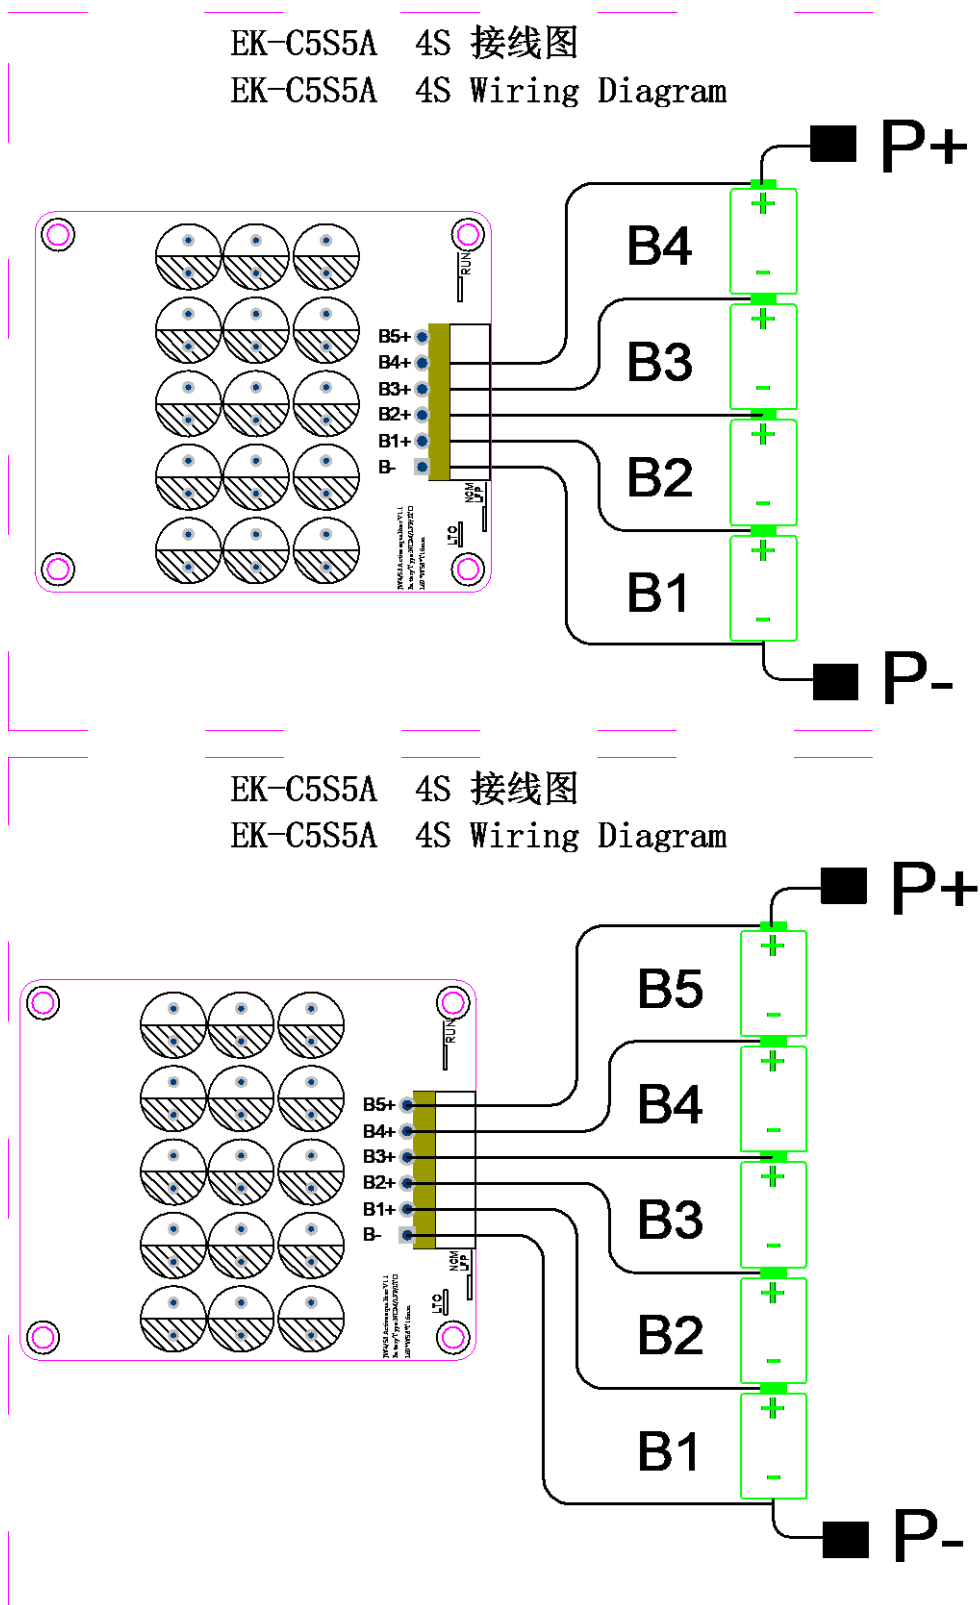 EK-C5S5A 4S 接线图
EK-C5S5A 4S Wiring Diagram
P+
B4
RUN
B3
B5+
B4+
B3+
B2+
B1+
B-
B2
NCM
LFP
LTO
B1
P-
EK-C5S5A 4S 接线图
EK-C5S5A 4S Wiring Diagram
P+
B5
RUN
B4
B5+
B4+
B3+
B2+
B1+
B-
B3
NCM
LFP
LTO
B2
B1
P-